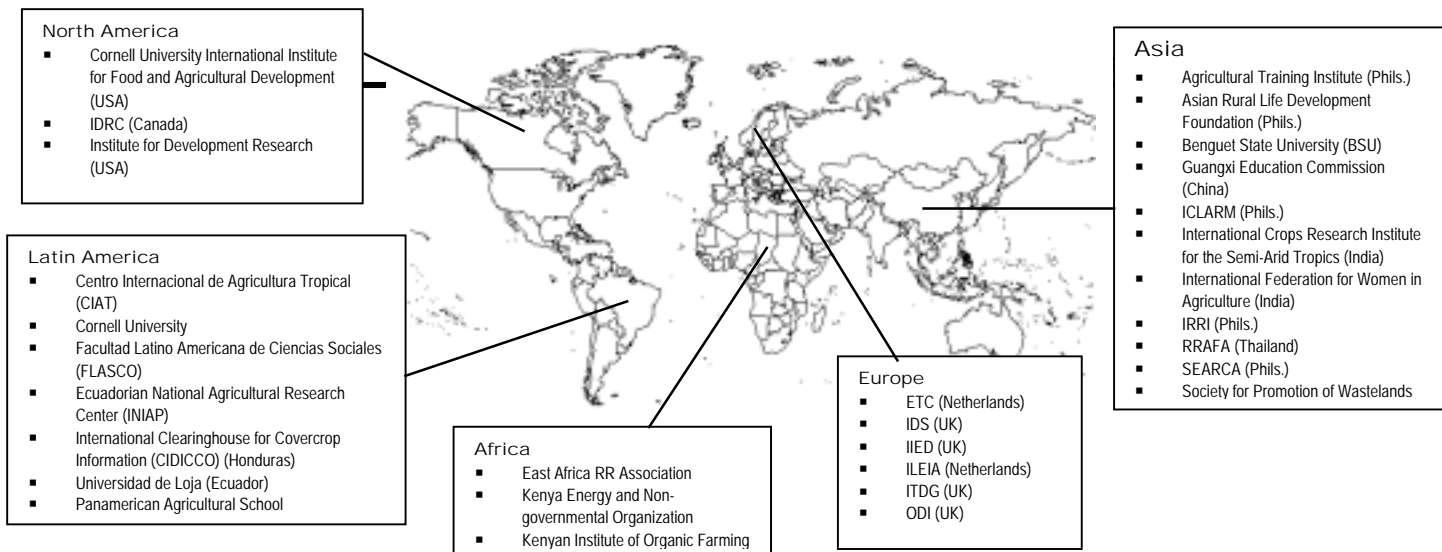 North America
▪ Cornell University International Institute
for Food and Agricultural Development
(USA)
▪ IDRC (Canada)
▪ Institute for Development Research
(USA)
Latin America
▪ Centro Internacional de Agricultura Tropical
(CIAT)
▪ Cornell University
▪ Facultad Latino Americana de Ciencias Sociales
(FLASCO)
▪ Ecuadorian National Agricultural Research
Center (INIAP)
▪ International Clearinghouse for Covercrop
Information (CIDICCO) (Honduras)
▪ Universidad de Loja (Ecuador)
▪ Panamerican Agricultural School
Africa
▪ East Africa RR Association
▪ Kenya Energy and Non-
governmental Organization
▪ Kenyan Institute of Organic Farming
Europe
▪ ETC (Netherlands)
▪ IDS (UK)
▪ IIED (UK)
▪ ILEIA (Netherlands)
▪ ITDG (UK)
▪ ODI (UK)
Asia
▪ Agricultural Training Institute (Phils.)
▪ Asian Rural Life Development
Foundation (Phils.)
▪ Benguet State University (BSU)
▪ Guangxi Education Commission
(China)
▪ ICLARM (Phils.)
▪ International Crops Research Institute
for the Semi-Arid Tropics (India)
▪ International Federation for Women in
Agriculture (India)
▪ IRRI (Phils.)
▪ RRAFA (Thailand)
▪ SEARCA (Phils.)
▪ Society for Promotion of Wastelands